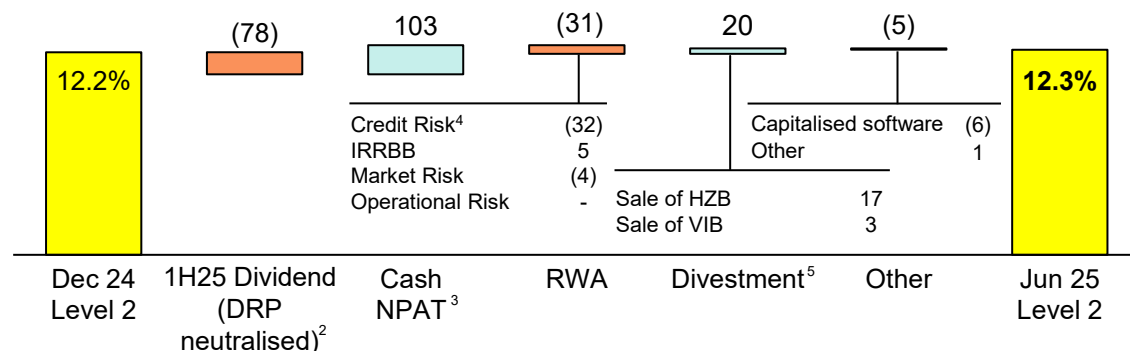 (78)
103
(31)
20
(5)
12.2%
12.3%
Credit Risk4 (32)
IRRBB 5
Market Risk (4)
Operational Risk -
Capitalised software (6)
Other 1
Sale of HZB 17
Sale of VIB 3
Dec 24
Level 2
1H25 Dividend
(DRP
neutralised)2
Cash
NPAT3
RWA
Divestment5
Other
Jun 25
Level 2